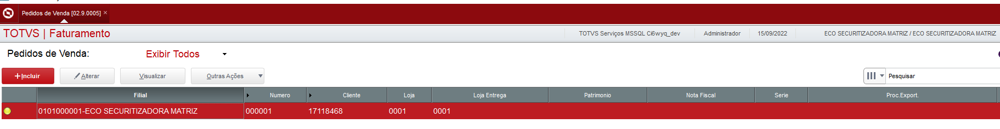 Pedidos de Venda [02.9.0005] ×
TOTVS | Faturamento
TOTVS Serviços MSSQL Ci6wyq_dev
Administrador
15/09/2022
ECO SECURITIZADORA MATRIZ / ECO SECURITIZADORA MATRIZ
Pedidos de Venda:
Exibir Todos
+Incluir
Alterar
Visualizar
Outras Ações
Pesquisar
Filial Numero Cliente Loja Loja Entrega Patrimonio Nota Fiscal Serie Proc.Export.
0101000001-ECO SECURITIZADORA MATRIZ 000001 17118468 0001 0001